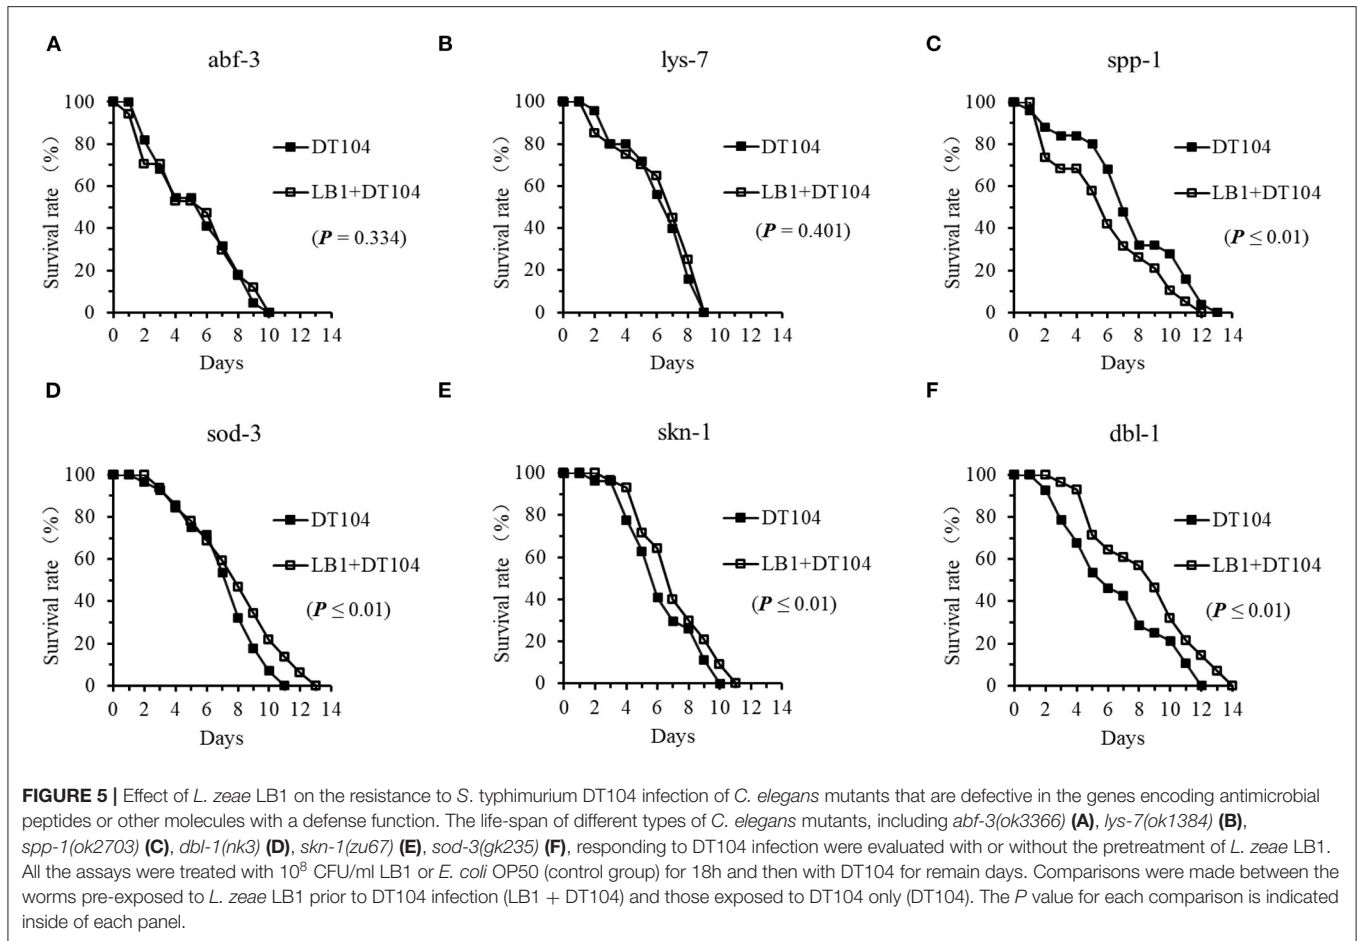 A
abf-3
100
80
60
40
20
0
Survival rate (%)
0 2 4 6 8 10 12 14
Days
DT104
LB1+DT104
(P = 0.334)
B
lys-7
100
80
60
40
20
0
Survival rate (%)
0 2 4 6 8 10 12 14
Days
DT104
LB1+DT104
(P = 0.401)
C
spp-1
100
80
60
40
20
0
Survival rate (%)
0 2 4 6 8 10 12 14
Days
DT104
LB1+DT104
(P ≤ 0.01)
D
sod-3
100
80
60
40
20
0
Survival rate (%)
0 2 4 6 8 10 12 14
Days
DT104
LB1+DT104
(P ≤ 0.01)
E
skn-1
100
80
60
40
20
0
Survival rate (%)
0 2 4 6 8 10 12 14
Days
DT104
LB1+DT104
(P ≤ 0.01)
F
dbl-1
100
80
60
40
20
0
Survival rate (%)
0 2 4 6 8 10 12 14
Days
DT104
LB1+DT104
(P ≤ 0.01)
FIGURE 5 | Effect of L. zeae LB1 on the resistance to S. typhimurium DT104 infection of C. elegans mutants that are defective in the genes encoding antimicrobial
peptides or other molecules with a defense function. The life-span of different types of C. elegans mutants, including abf-3(ok3366) (A), lys-7(ok1384) (B),
spp-1(ok2703) (C), dbl-1(nk3) (D), skn-1(zu67) (E), sod-3(gk235) (F), responding to DT104 infection were evaluated with or without the pretreatment of L. zeae LB1.
All the assays were treated with 10⁸ CFU/ml LB1 or E. coli OP50 (control group) for 18h and then with DT104 for remain days. Comparisons were made between the
worms pre-exposed to L. zeae LB1 prior to DT104 infection (LB1 + DT104) and those exposed to DT104 only (DT104). The P value for each comparison is indicated
inside of each panel.